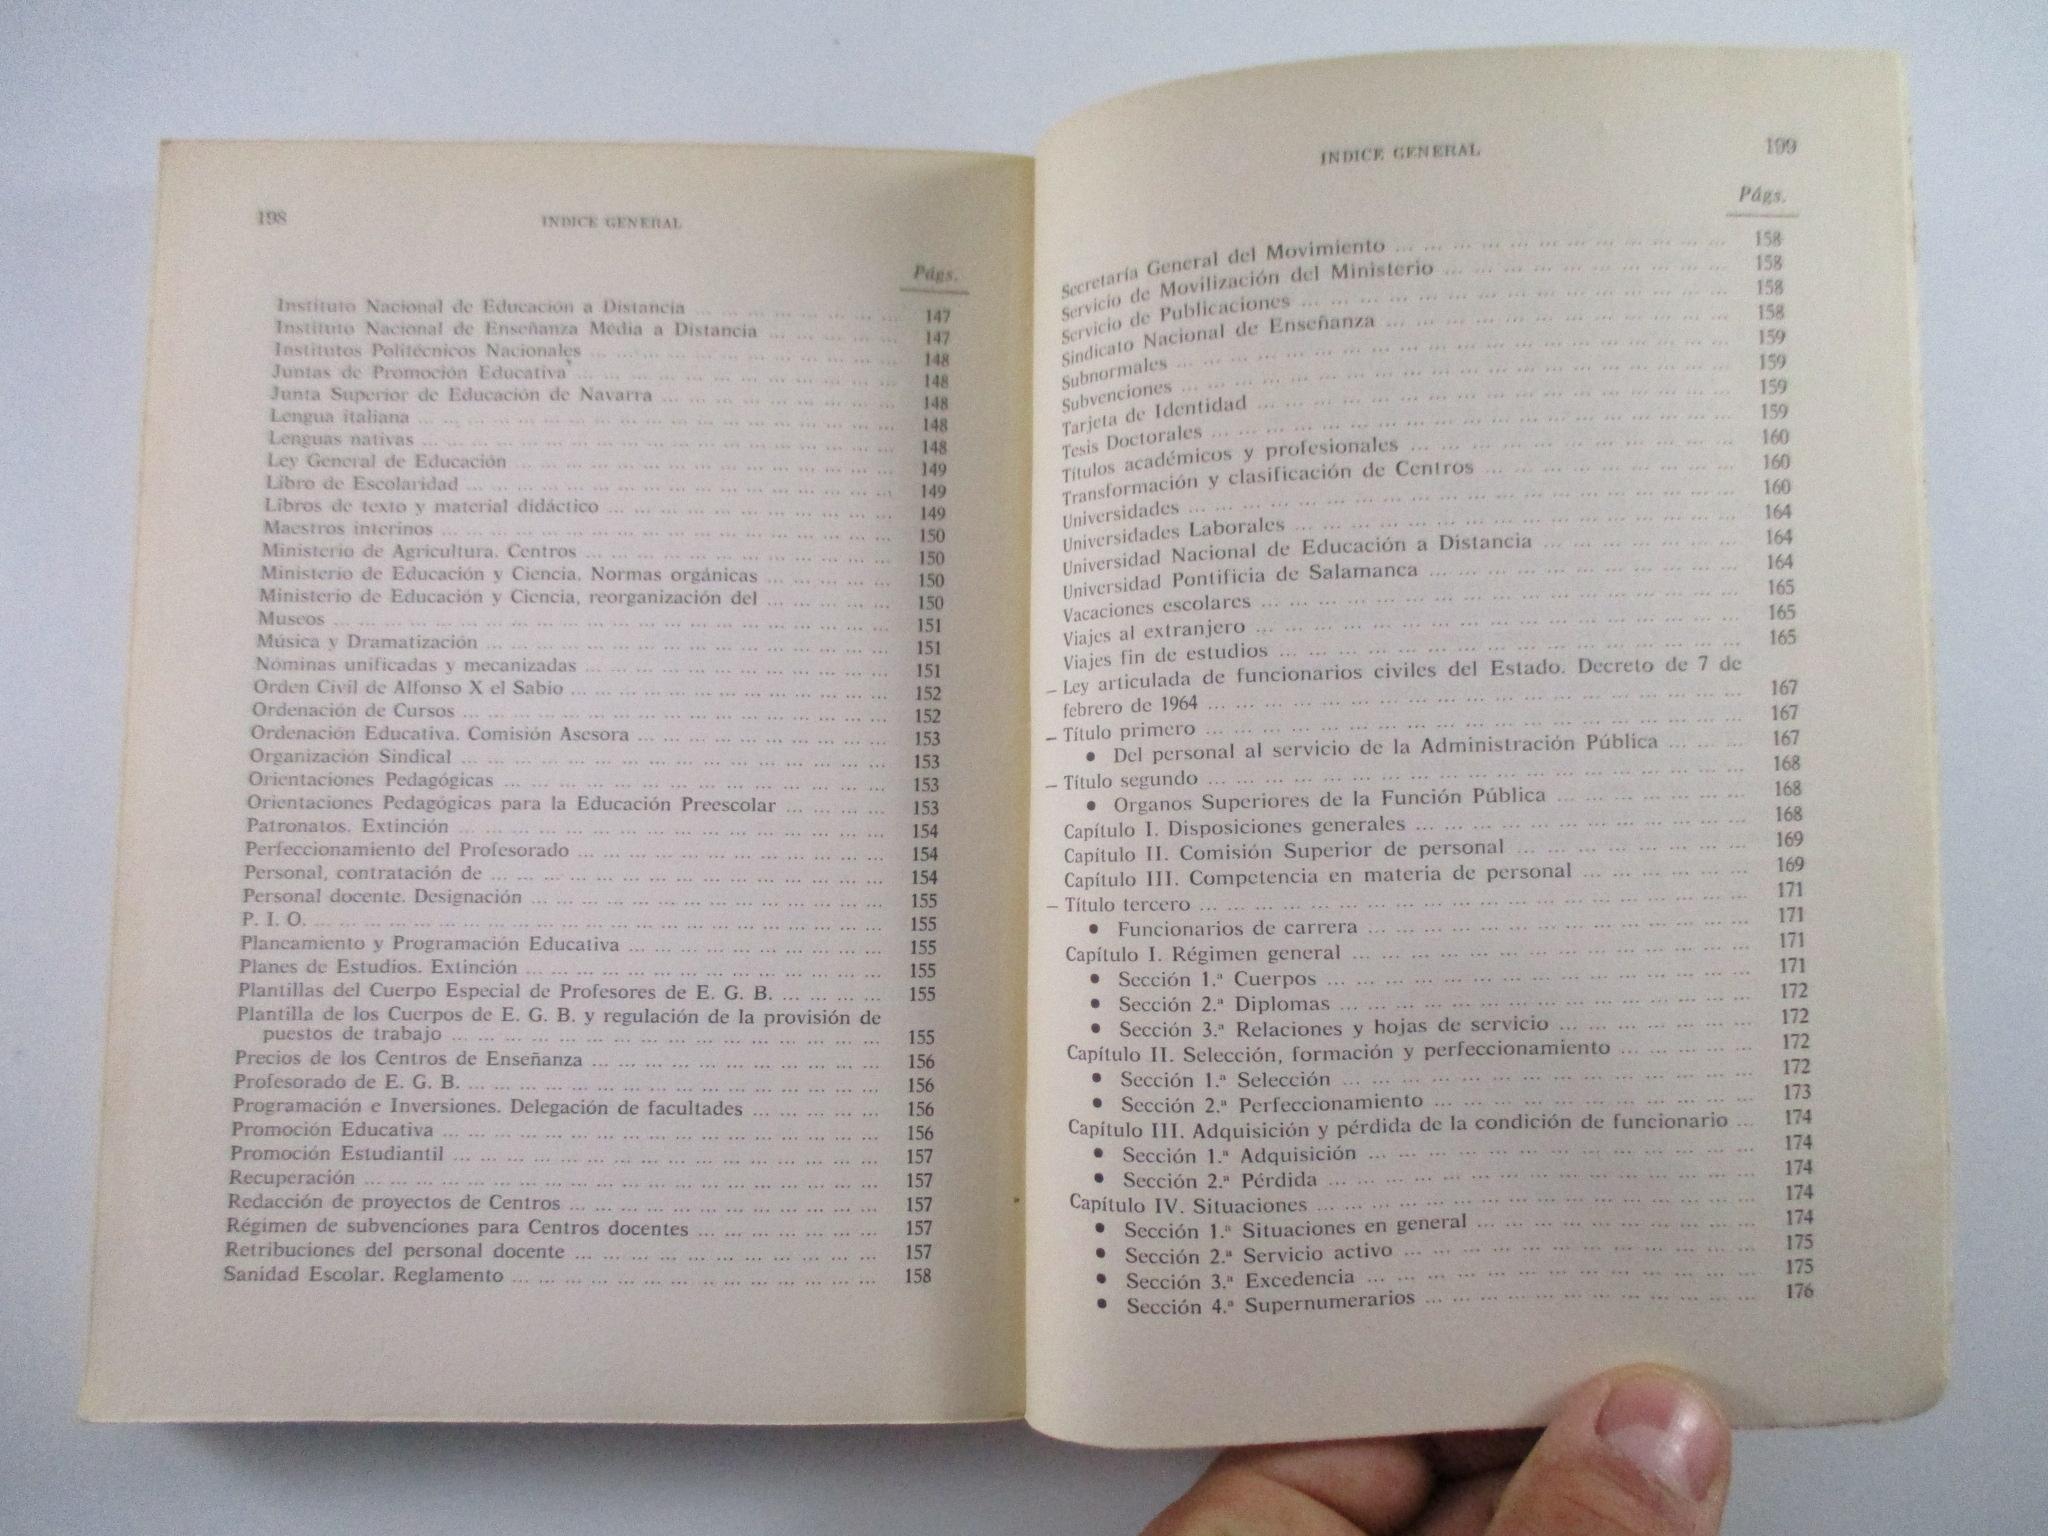 198
INDICE GENERAL
Págs.
Instituto Nacional de Educación a Distancia ... 147
Instituto Nacional de Enseñanza Media a Distancia ... 147
Institutos Politécnicos Nacionales ... 148
Juntas de Promoción Educativa ... 148
Junta Superior de Educación de Navarra ... 148
Lengua italiana ... 148
Lenguas nativas ... 148
Ley General de Educación ... 149
Libro de Escolaridad ... 149
Libros de texto y material didáctico ... 149
Maestros interinos ... 150
Ministerio de Agricultura. Centros ... 150
Ministerio de Educación y Ciencia. Normas orgánicas ... 150
Ministerio de Educación y Ciencia, reorganización del ... 150
Museos ... 151
Música y Dramatización ... 151
Nóminas unificadas y mecanizadas ... 151
Orden Civil de Alfonso X el Sabio ... 152
Ordenación de Cursos ... 152
Ordenación Educativa. Comisión Asesora ... 153
Organización Sindical ... 153
Orientaciones Pedagógicas ... 153
Orientaciones Pedagógicas para la Educación Preescolar ... 153
Patronatos. Extinción ... 154
Perfeccionamiento del Profesorado ... 154
Personal, contratación de ... 154
Personal docente. Designación ... 155
P. I. O. ... 155
Planeamiento y Programación Educativa ... 155
Planes de Estudios. Extinción ... 155
Plantillas del Cuerpo Especial de Profesores de E. G. B. ... 155
Plantilla de los Cuerpos de E. G. B. y regulación de la provisión de
puestos de trabajo ... 155
Precios de los Centros de Enseñanza ... 156
Profesorado de E. G. B. ... 156
Programación e Inversiones. Delegación de facultades ... 156
Promoción Educativa ... 156
Promoción Estudiantil ... 157
Recuperación ... 157
Redacción de proyectos de Centros ... 157
Régimen de subvenciones para Centros docentes ... 157
Retribuciones del personal docente ... 157
Sanidad Escolar. Reglamento ... 158
INDICE GENERAL
199
Págs.
Secretaría General del Movimiento ... 158
Servicio de Movilización del Ministerio ... 158
Servicio de Publicaciones ... 158
Sindicato Nacional de Enseñanza ... 158
Subnormales ... 159
Subvenciones ... 159
Tarjeta de Identidad ... 159
Tesis Doctorales ... 159
Títulos académicos y profesionales ... 160
Transformación y clasificación de Centros ... 160
Universidades ... 160
Universidades Laborales ... 164
Universidad Nacional de Educación a Distancia ... 164
Universidad Pontificia de Salamanca ... 164
Vacaciones escolares ... 165
Viajes al extranjero ... 165
Viajes fin de estudios ... 165
– Ley articulada de funcionarios civiles del Estado. Decreto de 7 de
febrero de 1964 ... 167
– Título primero ... 167
● Del personal al servicio de la Administración Pública ... 167
– Título segundo ... 168
● Organos Superiores de la Función Pública ... 168
Capítulo I. Disposiciones generales ... 168
Capítulo II. Comisión Superior de personal ... 169
Capítulo III. Competencia en materia de personal ... 169
– Título tercero ... 171
● Funcionarios de carrera ... 171
Capítulo I. Régimen general ... 171
● Sección 1.ª Cuerpos ... 171
● Sección 2.ª Diplomas ... 172
● Sección 3.ª Relaciones y hojas de servicio ... 172
Capítulo II. Selección, formación y perfeccionamiento ... 172
● Sección 1.ª Selección ... 172
● Sección 2.ª Perfeccionamiento ... 173
Capítulo III. Adquisición y pérdida de la condición de funcionario ... 174
● Sección 1.ª Adquisición ... 174
● Sección 2.ª Pérdida ... 174
Capítulo IV. Situaciones ... 174
● Sección 1.ª Situaciones en general ... 174
● Sección 2.ª Servicio activo ... 175
● Sección 3.ª Excedencia ... 175
● Sección 4.ª Supernumerarios ... 176